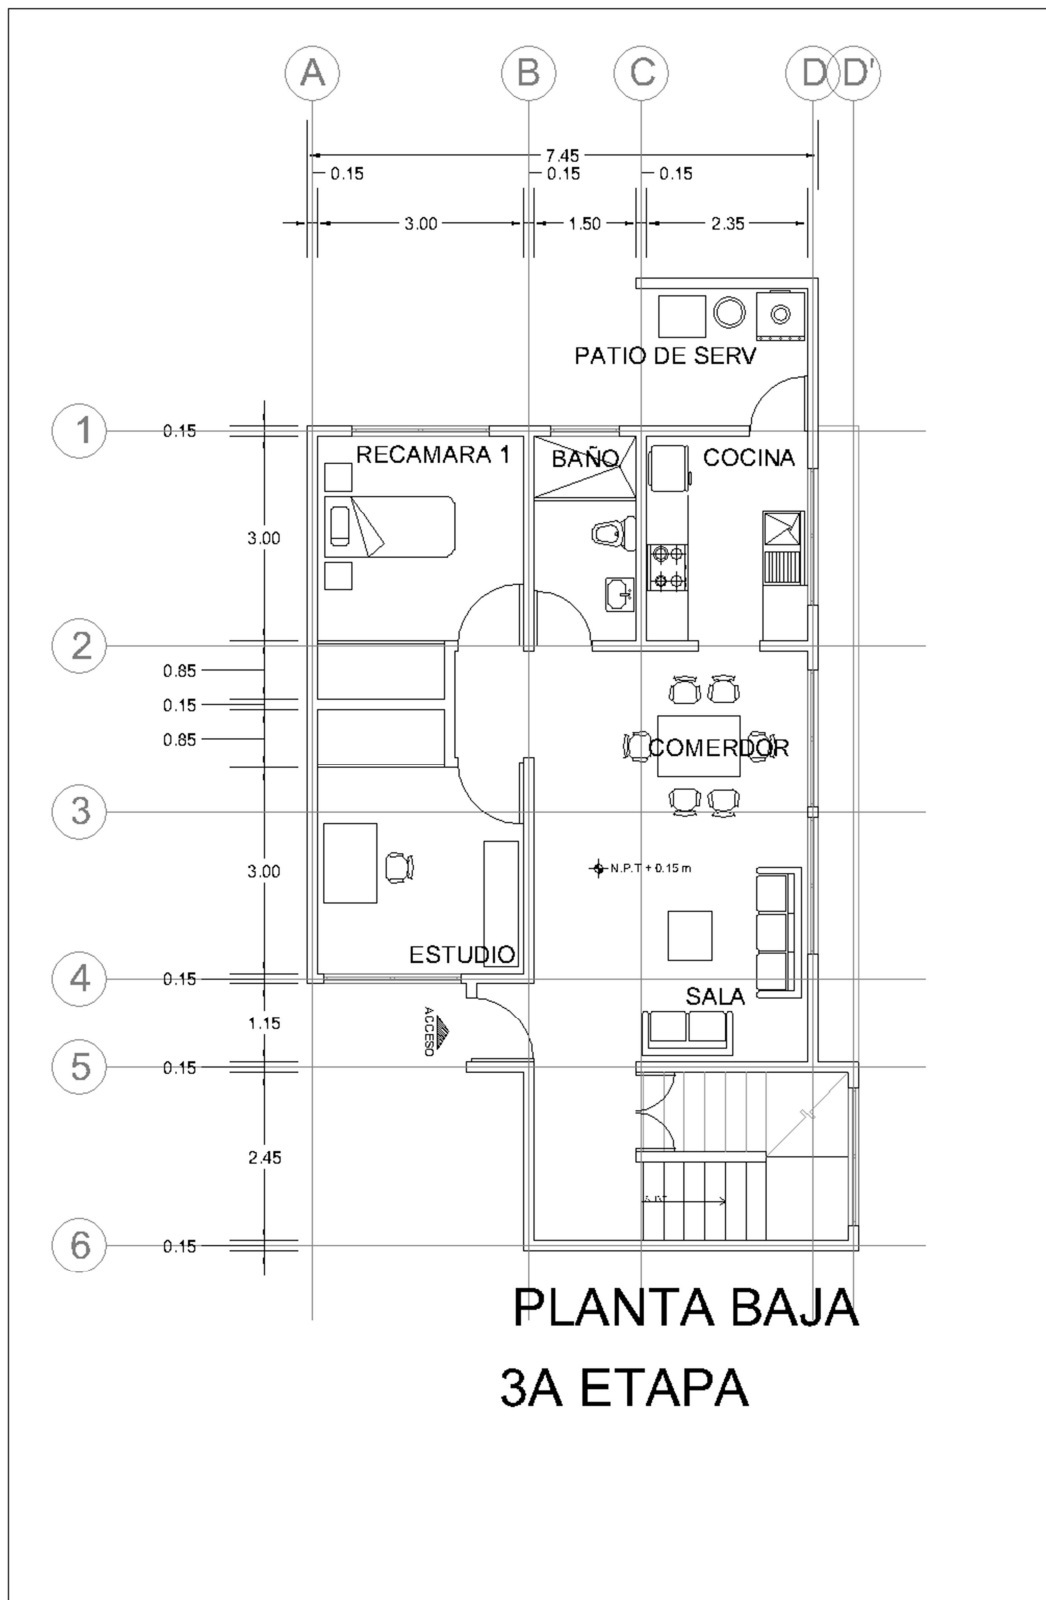 A B C D D'
7.45
0.15 0.15 0.15
3.00 1.50 2.35
PATIO DE SERV
1 0.15
RECAMARA 1 BAÑO COCINA
3.00
2
0.85
0.15
0.85
COMERDOR
3
3.00
N.P.T + 0.15 m
ESTUDIO
4 0.15
SALA
1.15
ACCESO
5 0.15
2.45
6 0.15
PLANTA BAJA
3A ETAPA